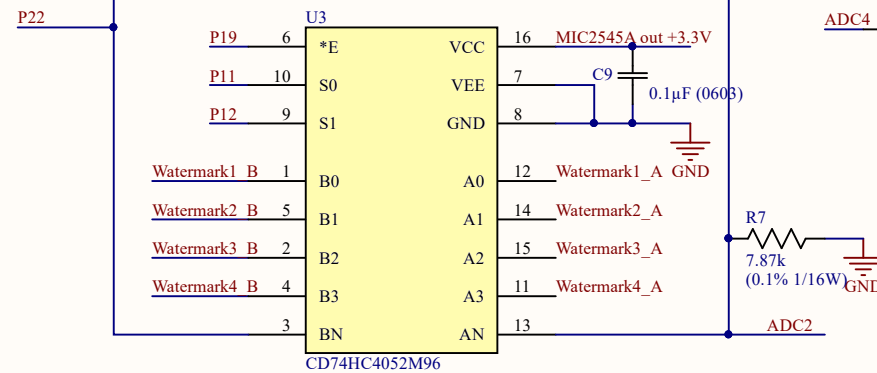 U3
P22
ADC4
P19 6 *E VCC 16 MIC2545A out +3.3V
P11 10 S0 VEE 7 C9
0.1µF (0603)
P12 9 S1 GND 8
Watermark1_B 1 B0 A0 12 Watermark1_A GND
Watermark2_B 5 B1 A1 14 Watermark2_A R7
Watermark3_B 2 B2 A2 15 Watermark3_A 7.87k
(0.1% 1/16W) GND
Watermark4_B 4 B3 A3 11 Watermark4_A
3 BN AN 13 ADC2
CD74HC4052M96